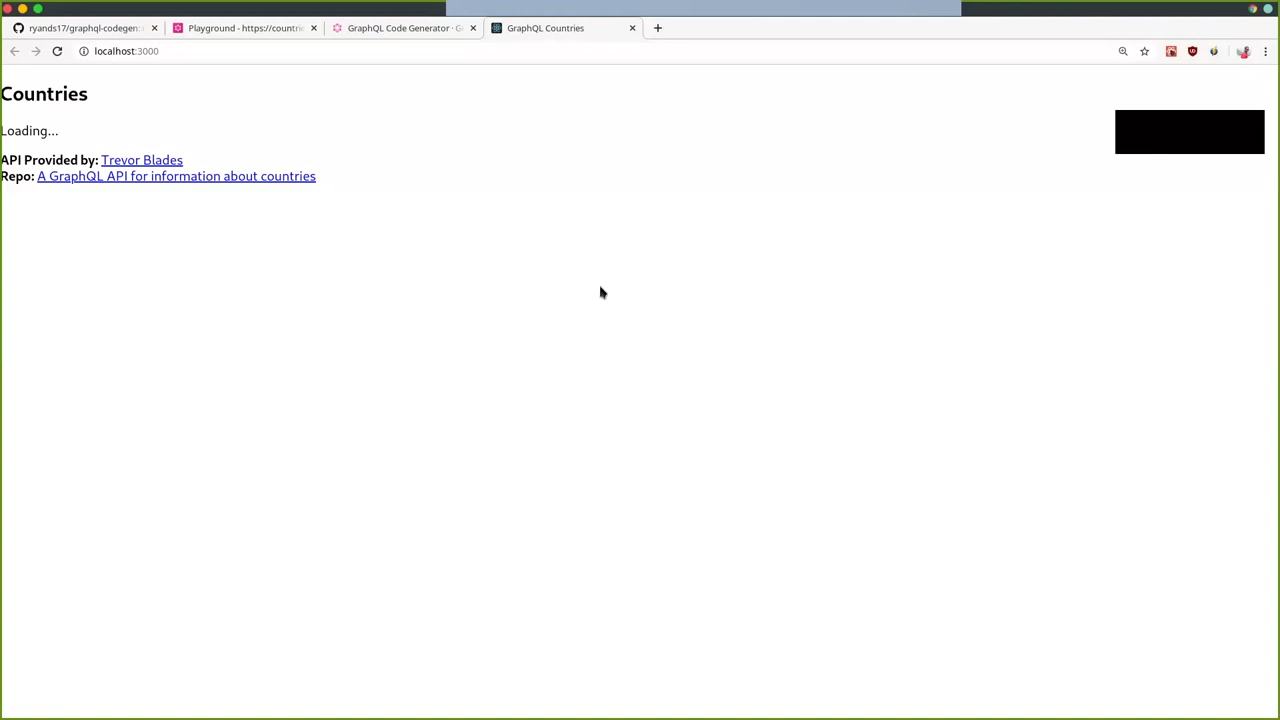 ryands17/graphql-codegen
Playground - https://countrie
GraphQL Code Generator · G
GraphQL Countries
localhost:3000
Countries
Loading...
API Provided by: Trevor Blades
Repo: A GraphQL API for information about countries